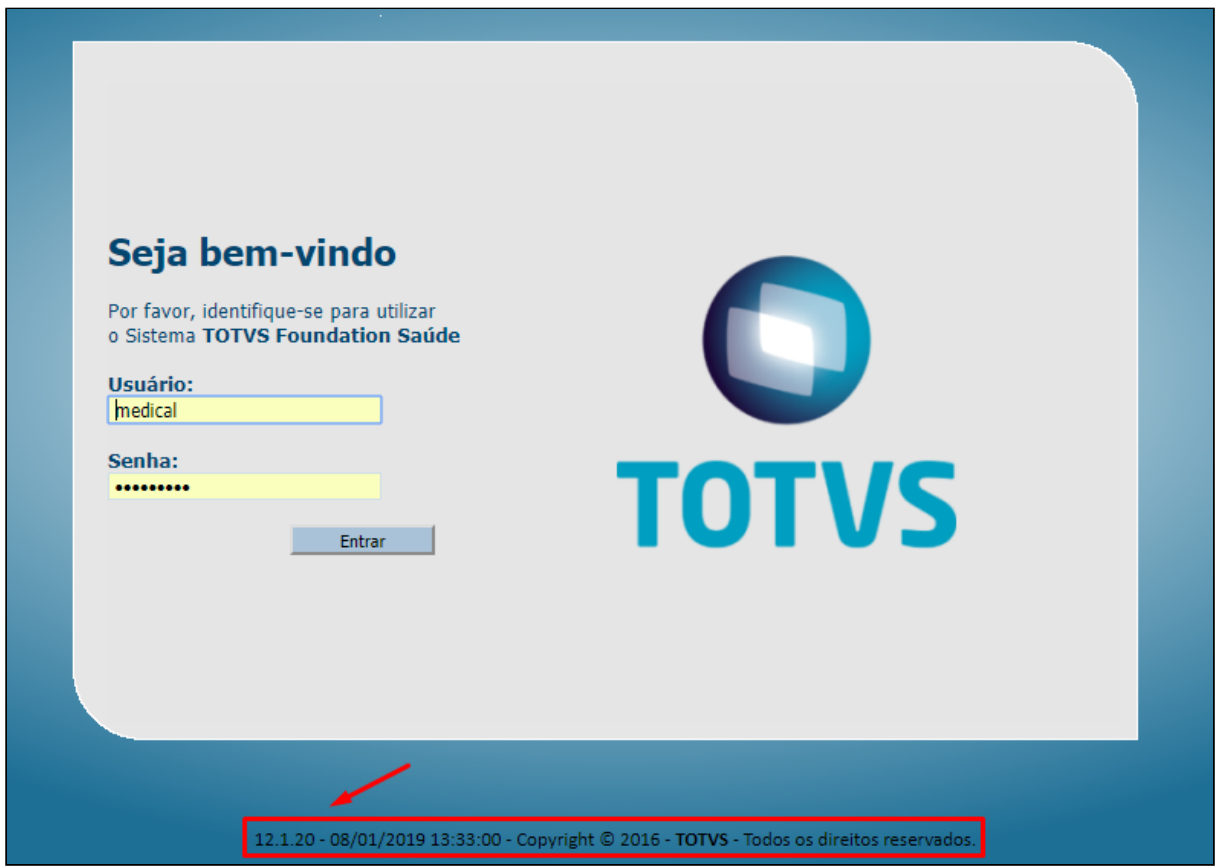 Seja bem-vindo
Por favor, identifique-se para utilizar
o Sistema TOTVS Foundation Saúde
Usuário:
medical
Senha:
•••••••••
Entrar
TOTVS
12.1.20 - 08/01/2019 13:33:00 - Copyright © 2016 - TOTVS - Todos os direitos reservados.